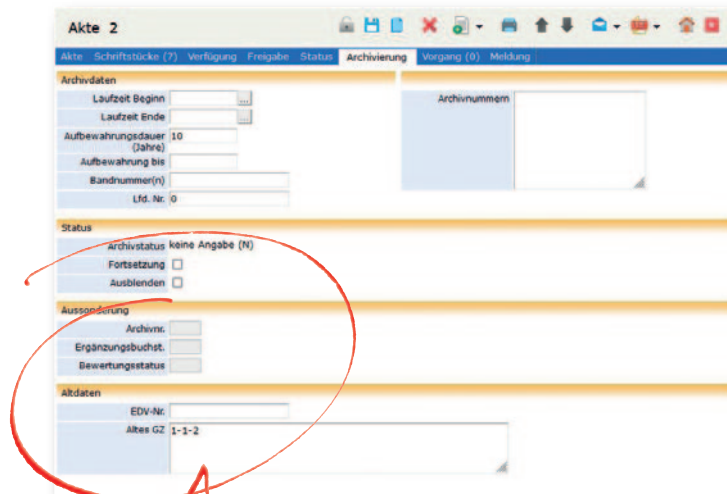 Akte 2
Akte Schriftstücke (7) Verfügung Freigabe Status Archivierung Vorgang (0) Meldung
Archivdaten
Laufzeit Beginn ...
Laufzeit Ende ...
Aufbewahrungsdauer (Jahre) 10
Aufbewahrung bis
Bandnummer(n)
Lfd. Nr. 0
Archivnummern
Status
Archivstatus keine Angabe (N)
Fortsetzung
Ausblenden
Aussonderung
Archivnr.
Ergänzungsbuchst.
Bewertungsstatus
Altdaten
EDV-Nr.
Altes GZ 1-1-2